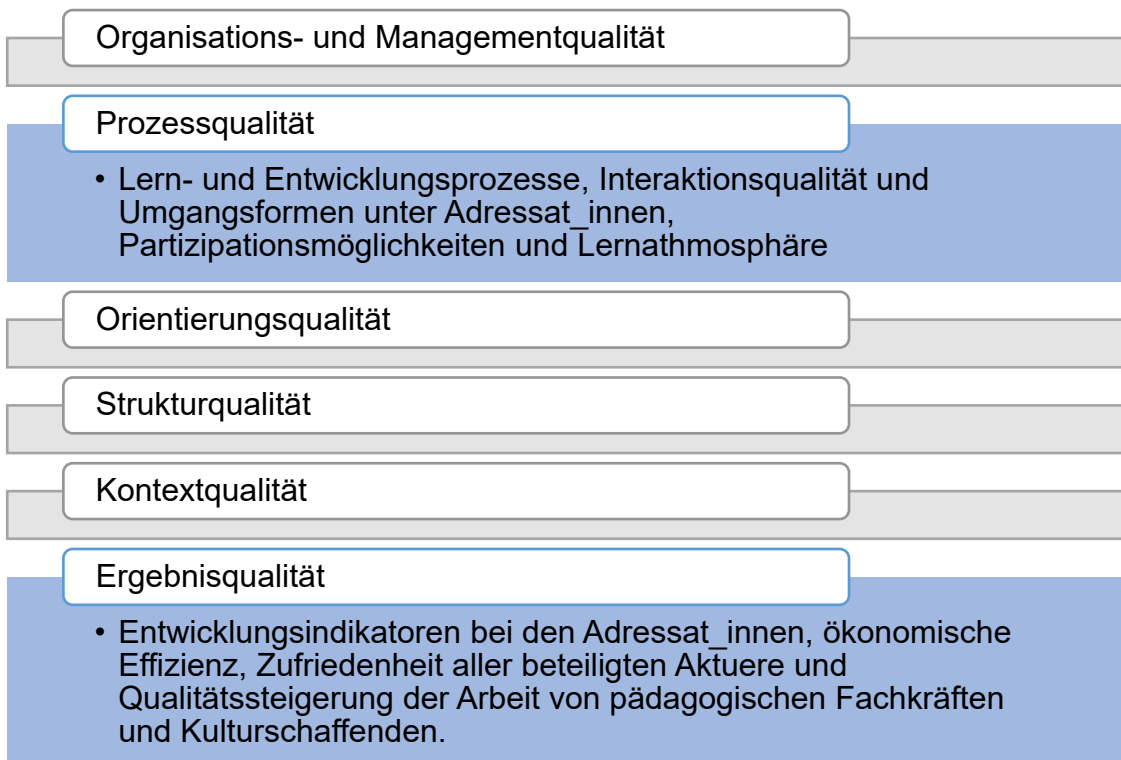 Organisations- und Managementqualität
Prozessqualität
• Lern- und Entwicklungsprozesse, Interaktionsqualität und
Umgangsformen unter Adressat_innen,
Partizipationsmöglichkeiten und Lernathmosphäre
Orientierungsqualität
Strukturqualität
Kontextqualität
Ergebnisqualität
• Entwicklungsindikatoren bei den Adressat_innen, ökonomische
Effizienz, Zufriedenheit aller beteiligten Aktuere und
Qualitätssteigerung der Arbeit von pädagogischen Fachkräften
und Kulturschaffenden.